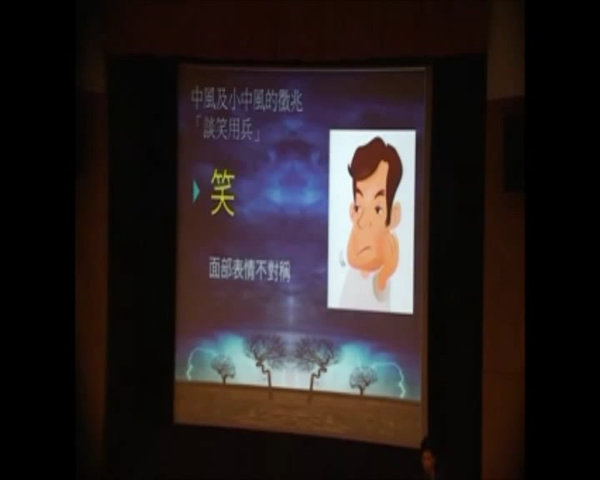 中風及小中風的徵兆
「談笑用兵」
笑
面部表情不對稱